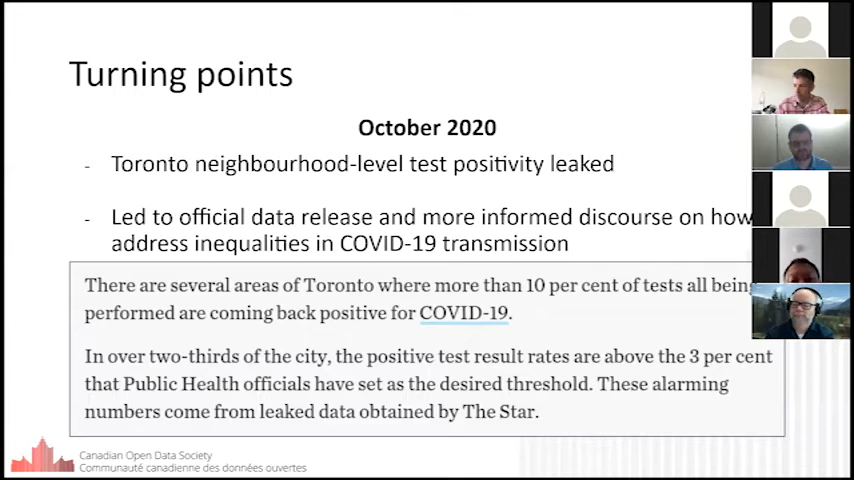 Turning points
October 2020
- Toronto neighbourhood-level test positivity leaked
- Led to official data release and more informed discourse on how
address inequalities in COVID-19 transmission
There are several areas of Toronto where more than 10 per cent of tests all being
performed are coming back positive for COVID-19.
In over two-thirds of the city, the positive test result rates are above the 3 per cent
that Public Health officials have set as the desired threshold. These alarming
numbers come from leaked data obtained by The Star.
Canadian Open Data Society
Communauté canadienne des données ouvertes